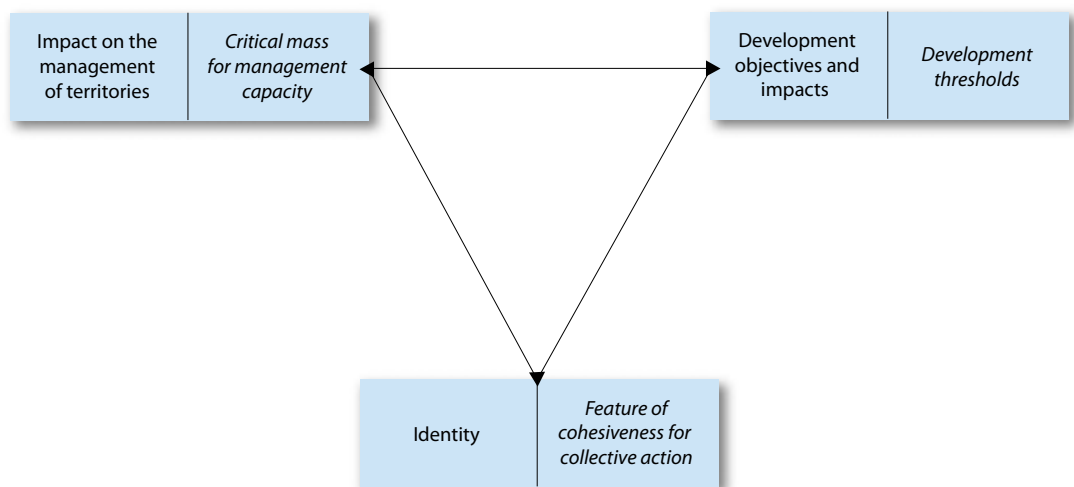 Impact on the
management
of territories
Critical mass
for management
capacity
Development
objectives and
impacts
Development
thresholds
Identity
Feature of
cohesiveness for
collective action